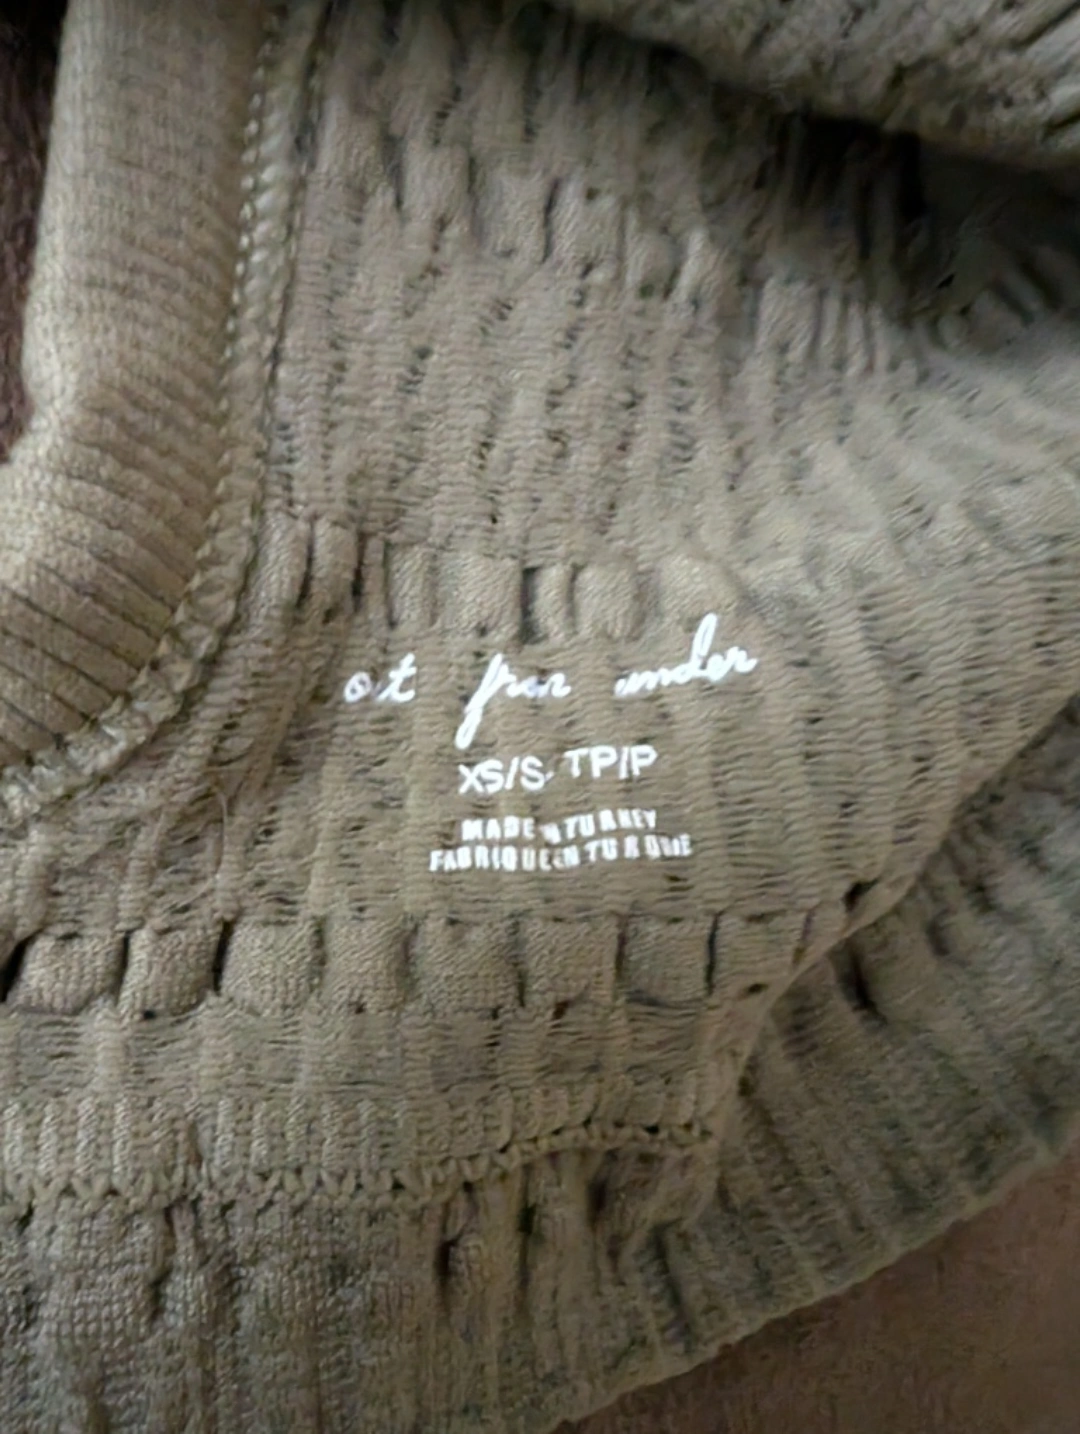 out from under
XS/S TP/P
MADE IN TURKEY
FABRIQUE EN TURQUIE